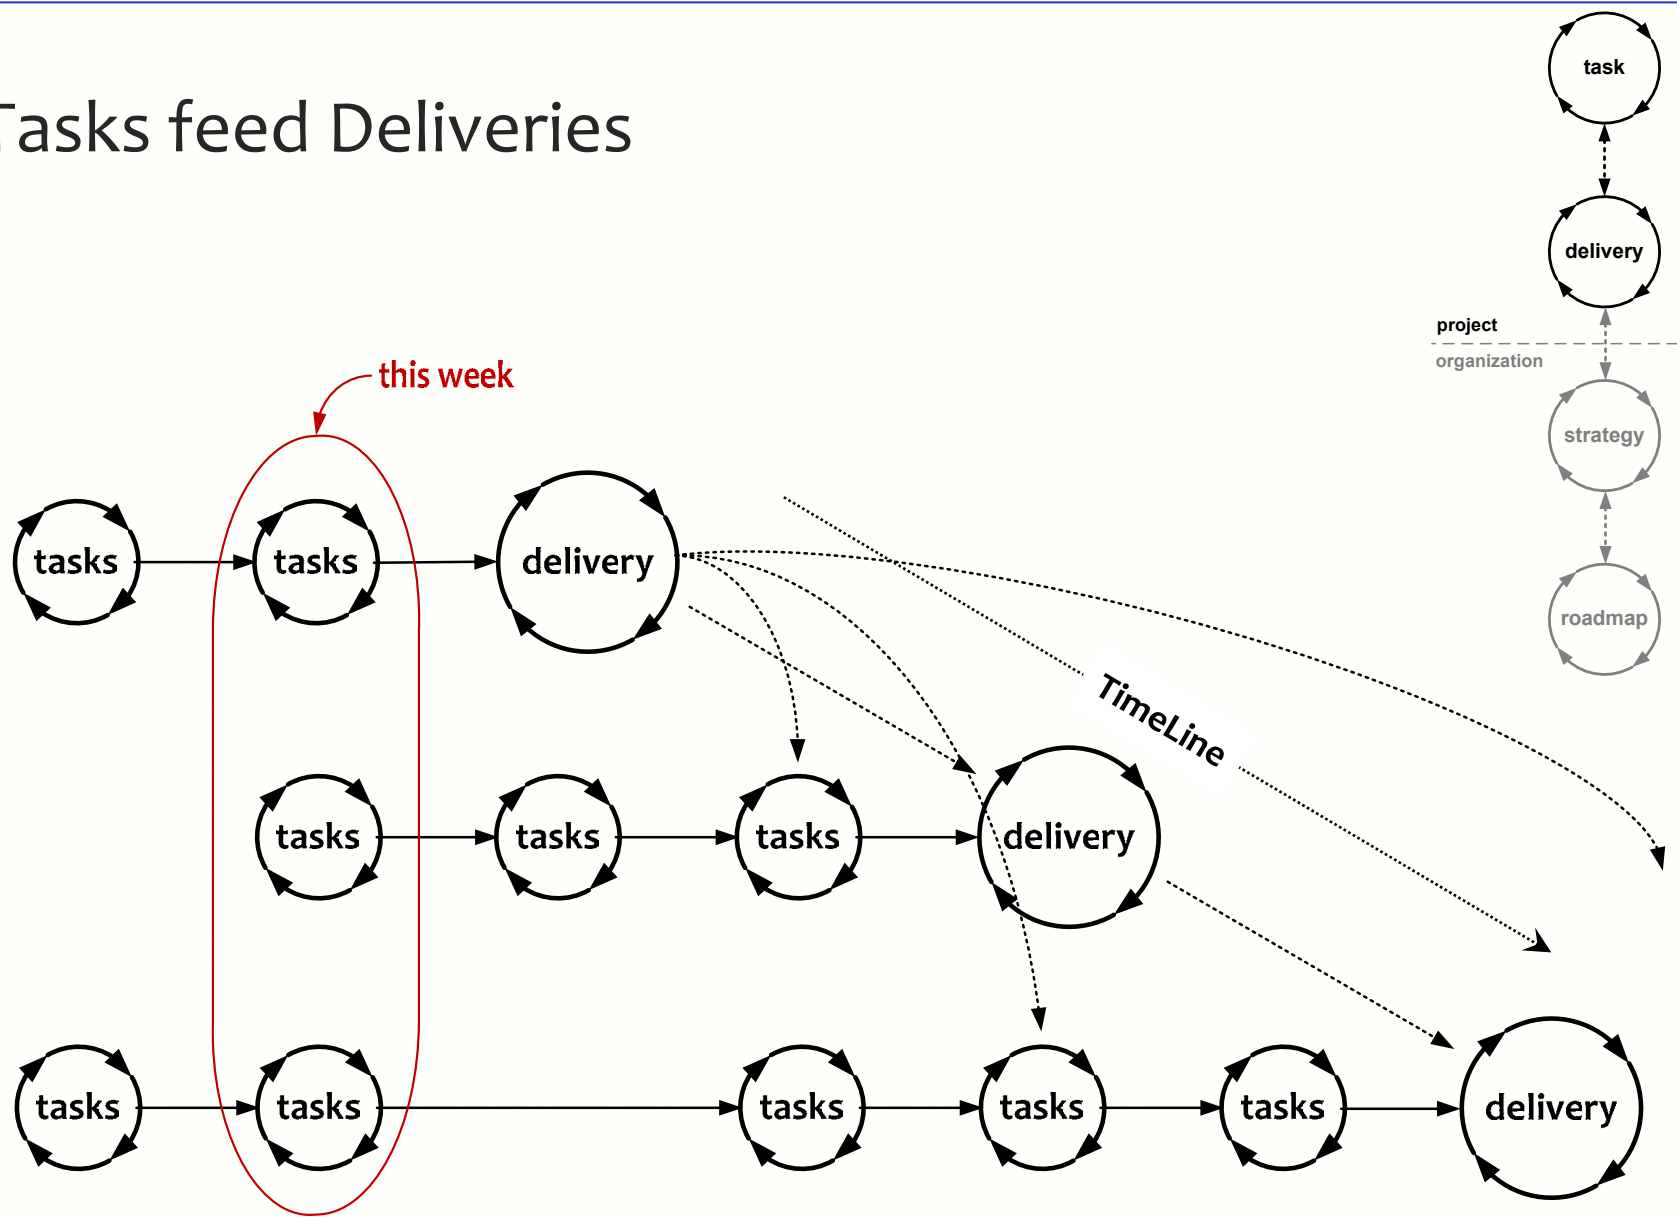 Tasks feed Deliveries
task
delivery
project
organization
strategy
roadmap
this week
tasks
tasks
delivery
TimeLine
tasks
tasks
tasks
delivery
tasks
tasks
tasks
tasks
tasks
delivery